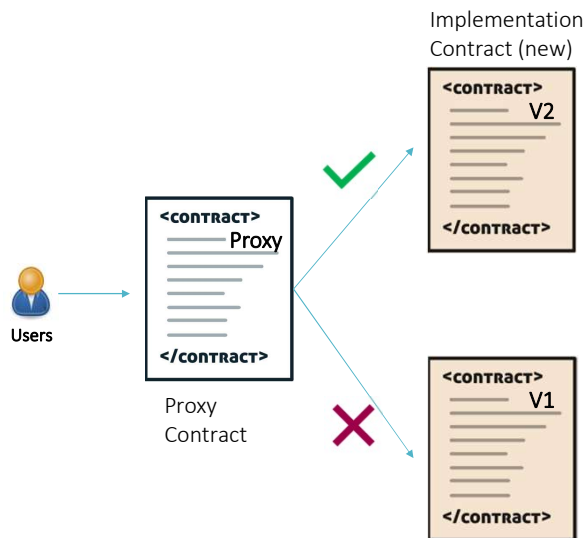 Implementation
Contract (new)
<contract>
V2
</contract>
<contract>
Proxy
</contract>
Users
Proxy
Contract
<contract>
V1
</contract>